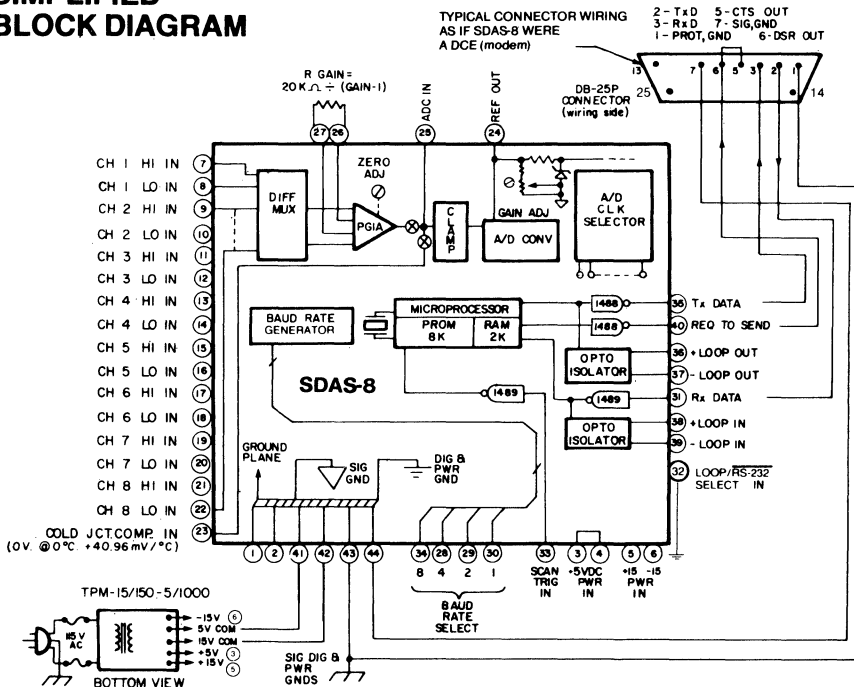 SIMPLIFIED
BLOCK DIAGRAM
TYPICAL CONNECTOR WIRING
AS IF SDAS-8 WERE
A DCE (modem)
2 - TxD 5 - CTS OUT
3 - RxD 7 - SIG, GND
1 - PROT, GND 6 - DSR OUT
13 7 6 5 3 2 1
25 14
DB-25P
CONNECTOR
(wiring side)
R GAIN=
20K Ω ÷ (GAIN-1)
ADC IN
REF OUT
27 26 25 24
CH 1 HI IN 7
CH 1 LO IN 8
CH 2 HI IN 9
CH 2 LO IN 10
CH 3 HI IN 11
CH 3 LO IN 12
CH 4 HI IN 13
CH 4 LO IN 14
CH 5 HI IN 15
CH 5 LO IN 16
CH 6 HI IN 17
CH 6 LO IN 18
CH 7 HI IN 19
CH 7 LO IN 20
CH 8 HI IN 21
CH 8 LO IN 22
COLD JCT. COMP. IN 23
(0V. @0°C. +40.96mV/°C)
DIFF
MUX
ZERO
ADJ
PGIA
CLAMP
GAIN ADJ
A/D CONV
A/D
CLK
SELECTOR
BAUD RATE
GENERATOR
MICROPROCESSOR
PROM
8K
RAM
2K
SDAS-8
1488
1488
1489
1489
OPTO
ISOLATOR
OPTO
ISOLATOR
35 Tx DATA
40 REQ TO SEND
36 +LOOP OUT
37 - LOOP OUT
31 Rx DATA
38 +LOOP IN
39 - LOOP IN
32 LOOP/RS-232
SELECT IN
GROUND
PLANE
SIG
GND
DIG &
PWR
GND
1 2 41 42 43 44 34 28 29 30 33 3 4 5 6
8 4 2 1
BAUD
RATE
SELECT
SCAN
TRIG
IN
+5VDC
PWR
IN
+15 -15
PWR
IN
TPM-15/150-5/1000
115V
AC
-15V 6
5V COM
15V COM
+5V 3
+15V 5
BOTTOM VIEW
SIG DIG &
PWR
GNDS